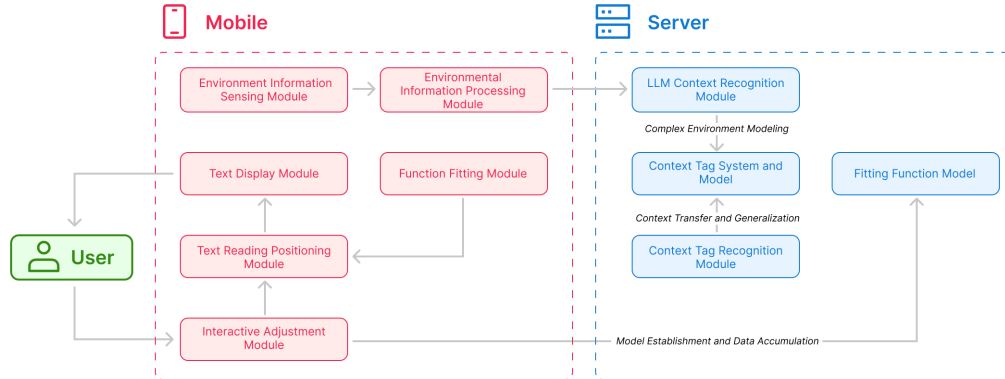 Mobile
Server
Environment Information
Sensing Module
Environmental
Information Processing
Module
LLM Context Recognition
Module
Complex Environment Modeling
Text Display Module
Function Fitting Module
Context Tag System and
Model
Fitting Function Model
Context Transfer and Generalization
User
Text Reading Positioning
Module
Context Tag Recognition
Module
Interactive Adjustment
Module
Model Establishment and Data Accumulation